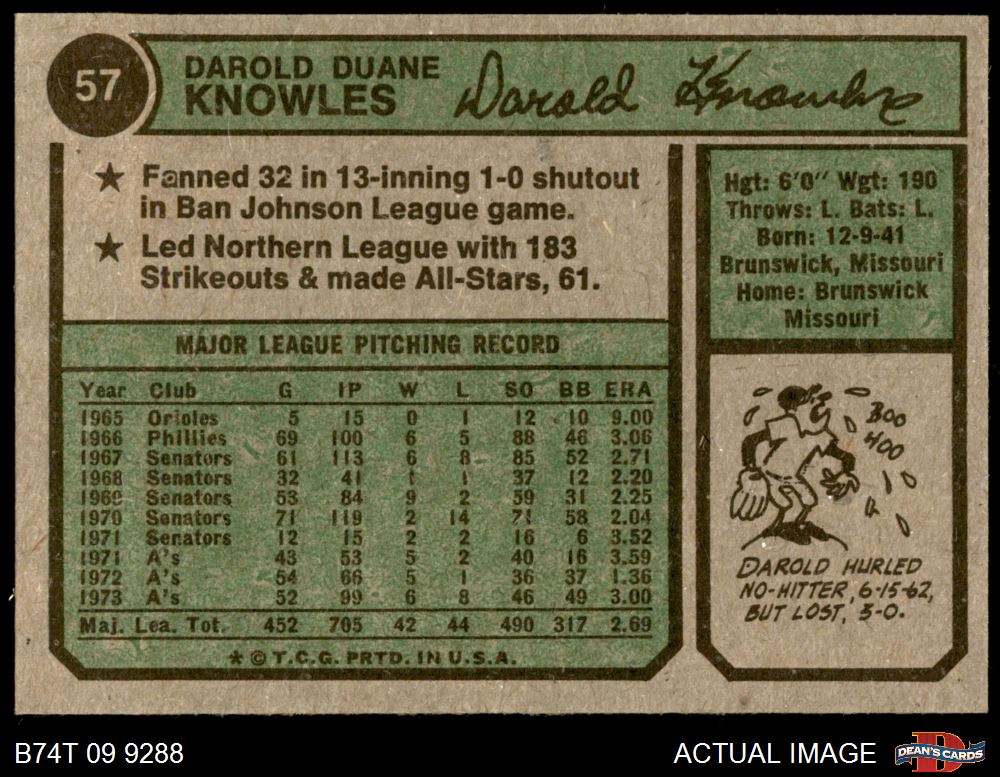 57
DAROLD DUANE
KNOWLES
Darold Knowles
★ Fanned 32 in 13-inning 1-0 shutout
in Ban Johnson League game.
★ Led Northern League with 183
Strikeouts & made All-Stars, 61.
Hgt: 6'0" Wgt: 190
Throws: L. Bats: L.
Born: 12-9-41
Brunswick, Missouri
Home: Brunswick
Missouri
MAJOR LEAGUE PITCHING RECORD
Year Club G IP W L SO BB ERA
1965 Orioles 5 15 0 1 12 10 9.00
1966 Phillies 69 100 6 5 88 46 3.06
1967 Senators 61 113 6 8 85 52 2.71
1968 Senators 32 41 1 1 37 12 2.20
1969 Senators 53 84 9 2 59 31 2.25
1970 Senators 71 119 2 14 71 58 2.04
1971 Senators 12 15 2 2 16 6 3.52
1971 A's 43 53 5 2 40 16 3.59
1972 A's 54 66 5 1 36 37 1.36
1973 A's 52 99 6 8 46 49 3.00
Maj. Lea. Tot. 452 705 42 44 490 317 2.69
* © T.C.G. PRTD. IN U.S.A.
BOO
HOO
DAROLD HURLED
NO-HITTER, 6-15-62,
BUT LOST, 3-0.
B74T 09 9288
ACTUAL IMAGE
D
DEAN'S CARDS